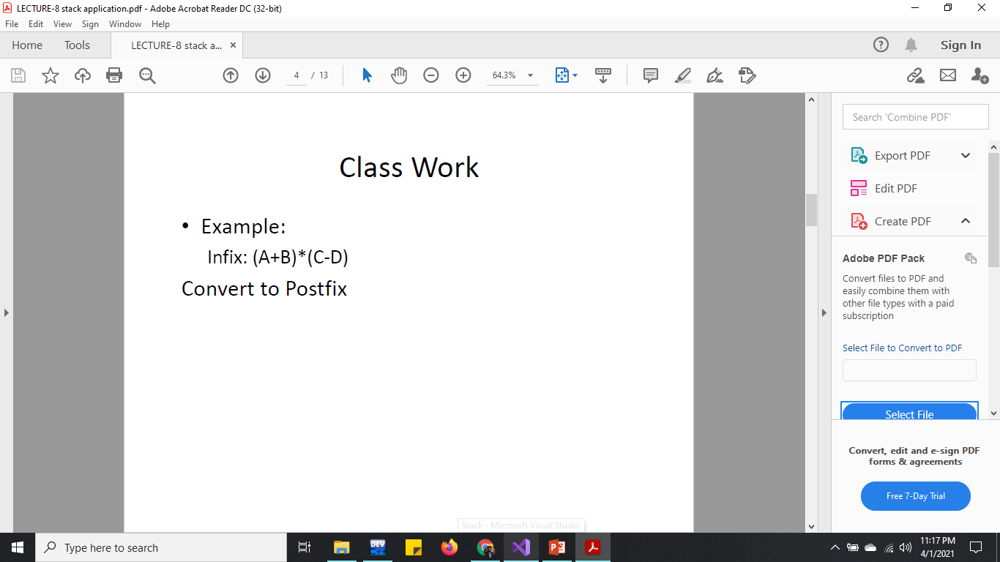 LECTURE-8 stack application.pdf - Adobe Acrobat Reader DC (32-bit)
File Edit View Sign Window Help
Home Tools LECTURE-8 stack a... Sign In
4 / 13 64.3%
Class Work
• Example:
Infix: (A+B)*(C-D)
Convert to Postfix
Search 'Combine PDF'
Export PDF
Edit PDF
Create PDF
Adobe PDF Pack
Convert files to PDF and
easily combine them with
other file types with a paid
subscription
Select File to Convert to PDF
Select File
Convert, edit and e-sign PDF
forms & agreements
Free 7-Day Trial
Stack - Microsoft Visual Studio
Type here to search
DEV
11:17 PM
4/1/2021